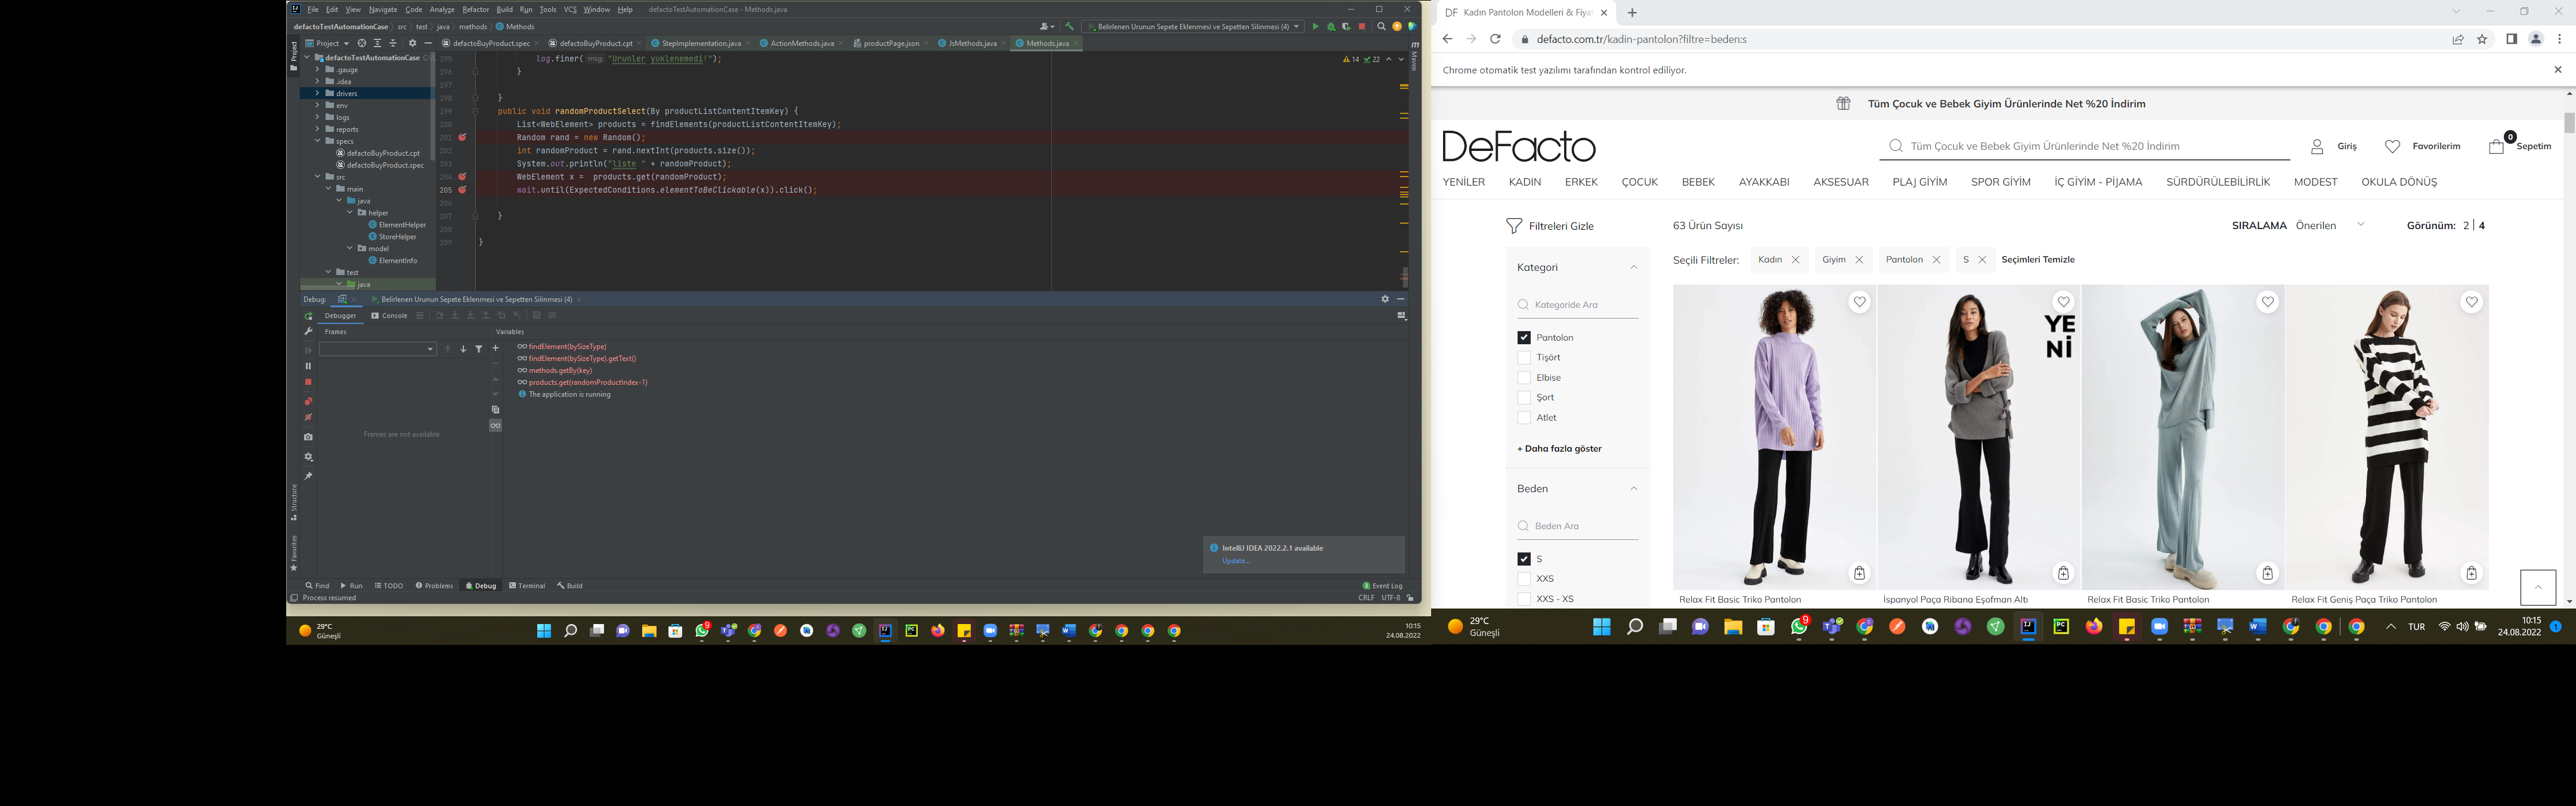 File Edit View Navigate Code Analyze Refactor Build Run Tools VCS Window Help defactoTestAutomationCase - Methods.java
defactoTestAutomationCase src test java methods Methods
Belirlenen Urunun Sepete Eklenmesi ve Sepetten Silinmesi (4)
Project
defactoBuyProduct.spec defactoBuyProduct.cpt StepImplementation.java ActionMethods.java productPage.json JsMethods.java Methods.java
Project
Maven
defactoTestAutomationCase
.gauge
.idea
drivers
env
logs
reports
specs
defactoBuyProduct.cpt
defactoBuyProduct.spec
src
main
java
helper
ElementHelper
StoreHelper
model
ElementInfo
test
java
14 22
195 log.finer( msg: "Urunler yuklenemedi!");
196 }
197
198 }
199 public void randomProductSelect(By productListContentItemKey) {
200 List<WebElement> products = findElements(productListContentItemKey);
201 Random rand = new Random();
202 int randomProduct = rand.nextInt(products.size());
203 System.out.println("liste " + randomProduct);
204 WebElement x =  products.get(randomProduct);
205 wait.until(ExpectedConditions.elementToBeClickable(x)).click();
206
207 }
208
209 }
Debug: Belirlenen Urunun Sepete Eklenmesi ve Sepetten Silinmesi (4)
Debugger Console
Frames Variables
findElement(bySizeType)
findElement(bySizeType).getText()
methods.getBy(key)
products.get(randomProductIndex-1)
The application is running
Frames are not available
Structure
Favorites
IntelliJ IDEA 2022.2.1 available
Update...
Find Run TODO Problems Debug Terminal Build Event Log
Process resumed CRLF UTF-8
29°C
Güneşli
9
10:15
24.08.2022
DF Kadın Pantolon Modelleri & Fiya
defacto.com.tr/kadin-pantolon?filtre=beden:s
Chrome otomatik test yazılımı tarafından kontrol ediliyor.
Tüm Çocuk ve Bebek Giyim Ürünlerinde Net %20 İndirim
DeFacto
Tüm Çocuk ve Bebek Giyim Ürünlerinde Net %20 İndirim
Giriş Favorilerim 0 Sepetim
YENİLER KADIN ERKEK ÇOCUK BEBEK AYAKKABI AKSESUAR PLAJ GİYİM SPOR GİYİM İÇ GİYİM - PİJAMA SÜRDÜRÜLEBİLİRLİK MODEST OKULA DÖNÜŞ
Filtreleri Gizle 63 Ürün Sayısı SIRALAMA Önerilen Görünüm: 2 | 4
Seçili Filtreler: Kadın Giyim Pantolon S Seçimleri Temizle
Kategori
Kategoride Ara
Pantolon
Tişört
Elbise
Şort
Atlet
+ Daha fazla göster
Beden
Beden Ara
S
XXS
XXS - XS
YE
Nİ
Relax Fit Basic Triko Pantolon
İspanyol Paça Ribana Eşofman Altı
Relax Fit Basic Triko Pantolon
Relax Fit Geniş Paça Triko Pantolon
29°C
Güneşli
9
TUR
10:15
24.08.2022
1